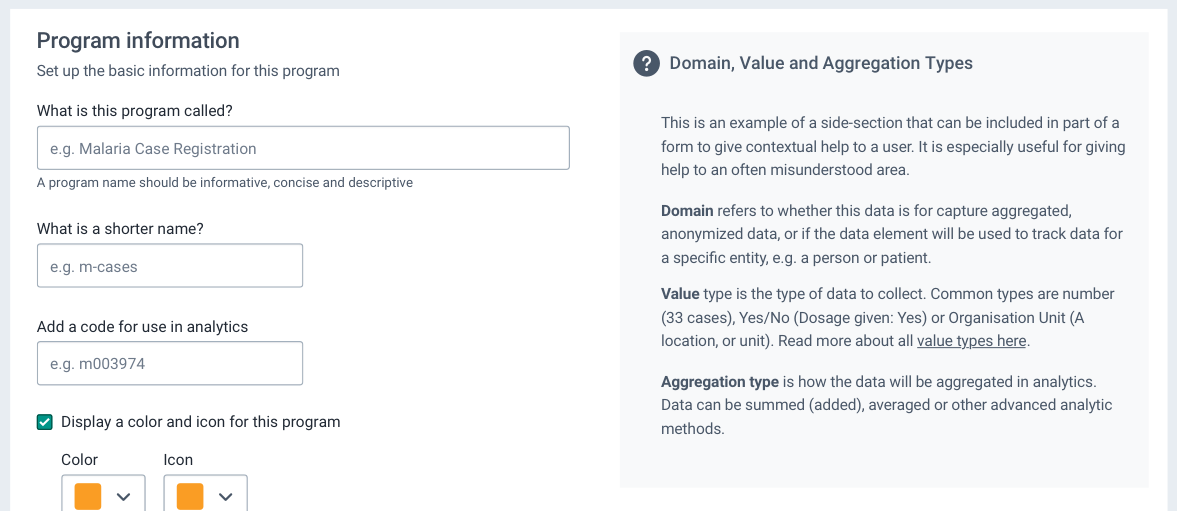 Program information
Set up the basic information for this program
What is this program called?
e.g. Malaria Case Registration
A program name should be informative, concise and descriptive
What is a shorter name?
e.g. m-cases
Add a code for use in analytics
e.g. m003974
Display a color and icon for this program
Color
Icon
? Domain, Value and Aggregation Types
This is an example of a side-section that can be included in part of a
form to give contextual help to a user. It is especially useful for giving
help to an often misunderstood area.
Domain refers to whether this data is for capture aggregated,
anonymized data, or if the data element will be used to track data for
a specific entity, e.g. a person or patient.
Value type is the type of data to collect. Common types are number
(33 cases), Yes/No (Dosage given: Yes) or Organisation Unit (A
location, or unit). Read more about all value types here.
Aggregation type is how the data will be aggregated in analytics.
Data can be summed (added), averaged or other advanced analytic
methods.